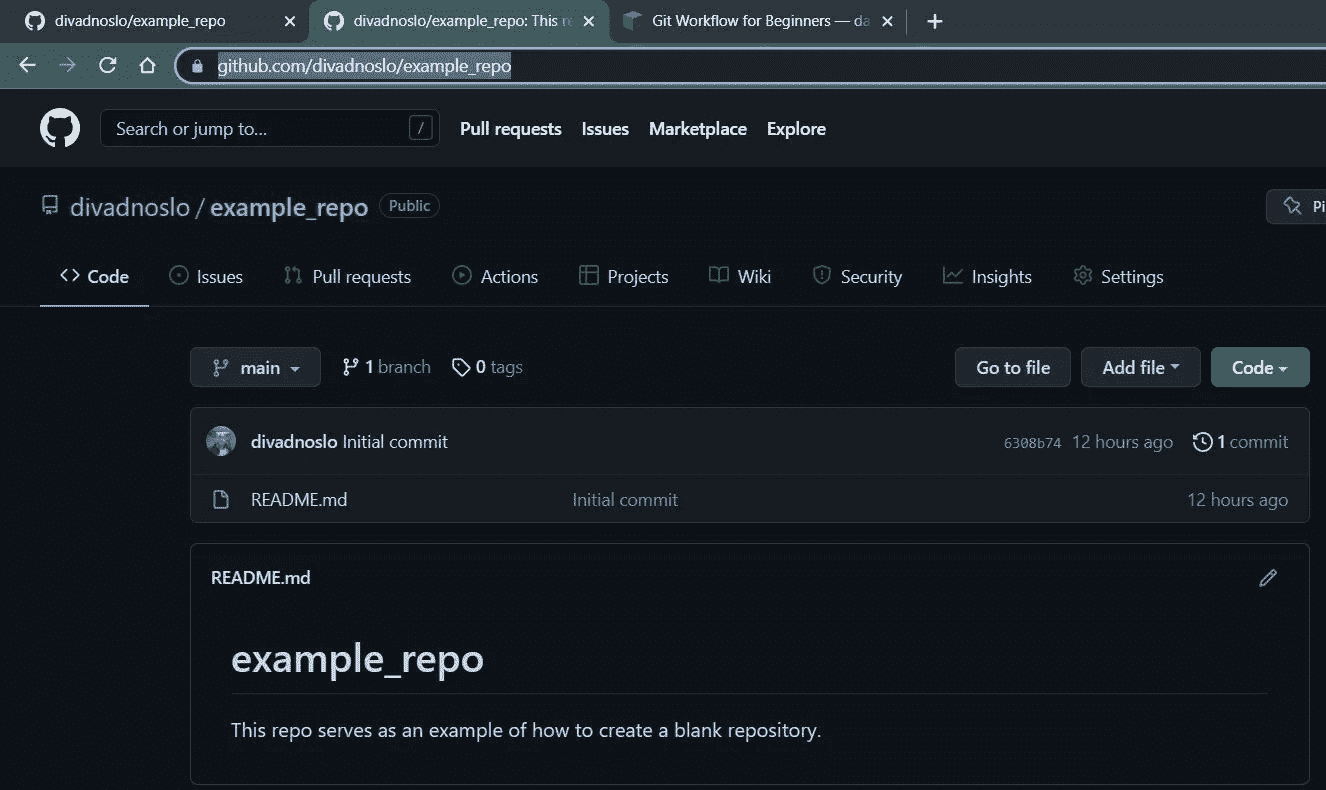 divadnoslo/example_repo divadnoslo/example_repo: This re Git Workflow for Beginners — da
github.com/divadnoslo/example_repo
Search or jump to... / Pull requests Issues Marketplace Explore
divadnoslo / example_repo Public Pi
Code Issues Pull requests Actions Projects Wiki Security Insights Settings
main 1 branch 0 tags Go to file Add file Code
divadnoslo Initial commit 6308b74 12 hours ago 1 commit
README.md Initial commit 12 hours ago
README.md
example_repo
This repo serves as an example of how to create a blank repository.